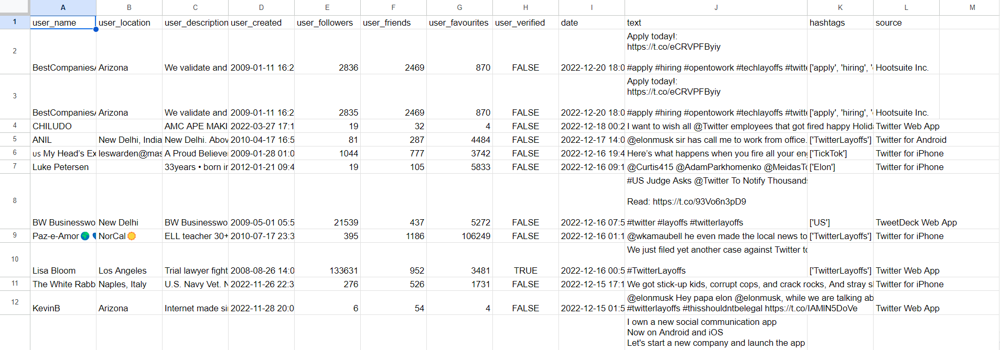 A B C D E F G H I J K L M
1 user_name user_location user_description user_created user_followers user_friends user_favourites user_verified date text hashtags source
Apply today!:
https://t.co/eCRVPFByiy
2 BestCompaniesA Arizona We validate and 2009-01-11 16:2 2836 2469 870 FALSE 2022-12-20 18:0 #apply #hiring #opentowork #techlayoffs #twitte ['apply', 'hiring', ' Hootsuite Inc.
Apply today!:
https://t.co/eCRVPFByiy
3 BestCompaniesA Arizona We validate and 2009-01-11 16:2 2835 2469 870 FALSE 2022-12-20 18:0 #apply #hiring #opentowork #techlayoffs #twitte ['apply', 'hiring', ' Hootsuite Inc.
4 CHILUDO AMC APE MAKI 2022-03-27 17:1 19 32 4 FALSE 2022-12-18 00:2 I want to wish all @Twitter employees that got fired happy Holid Twitter Web App
5 ANIL New Delhi, India New Delhi. Abov 2010-04-17 16:5 81 287 4484 FALSE 2022-12-17 14:0 @elonmusk sir has call me to work from office. ['TwitterLayoffs'] Twitter for Android
6 us My Head’s Ex leswarden@mas A Proud Believe 2009-01-28 01:0 1044 777 3742 FALSE 2022-12-16 19:4 Here’s what happens when you fire all your eng ['TickTok'] Twitter for iPhone
7 Luke Petersen 33years • born in 2012-01-21 09:4 19 105 5833 FALSE 2022-12-16 09:1 @Curtis415 @AdamParkhomenko @MeidasTo ['Elon'] Twitter for iPhone
#US Judge Asks @Twitter To Notify Thousands
Read: https://t.co/93Vo6n3pD9
8 BW Businesswo New Delhi BW Businesswo 2009-05-01 05:5 21539 437 5272 FALSE 2022-12-16 07:5 #twitter #layoffs #twitterlayoffs ['US'] TweetDeck Web App
9 Paz-e-Amor🌍 NorCal☀️ ELL teacher 30+ 2010-07-17 23:3 395 1186 106249 FALSE 2022-12-16 01:1 @wkamaubell he even made the local news to ['TwitterLayoffs'] Twitter for iPhone
We just filed yet another case against Twitter to
10 Lisa Bloom Los Angeles Trial lawyer fight 2008-08-26 14:0 133631 952 3481 TRUE 2022-12-16 00:5 #TwitterLayoffs ['TwitterLayoffs'] Twitter Web App
11 The White Rabb Naples, Italy U.S. Navy Vet. N 2022-11-26 22:3 276 526 1731 FALSE 2022-12-15 17:1 We got stick-up kids, corrupt cops, and crack rocks, And stray s Twitter for iPhone
@elonmusk Hey papa elon @elonmusk, while we are talking ab
12 KevinB Arizona Internet made si 2022-11-28 20:0 6 54 4 FALSE 2022-12-15 01:5 #twitterlayoffs #thisshouldntbelegal https://t.co/IAMIN5DoVe Twitter Web App
I own a new social communication app
Now on Android and iOS
Let's start a new company and launch the app